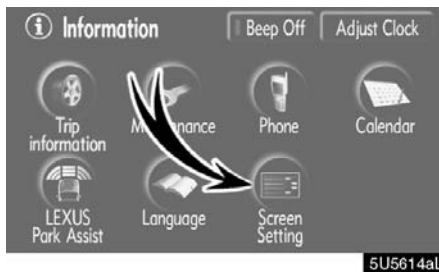 i Information
Beep Off
Adjust Clock
Trip
information
Maintenance
Phone
Calendar
LEXUS
Park Assist
Language
Screen
Setting
5U5614aL